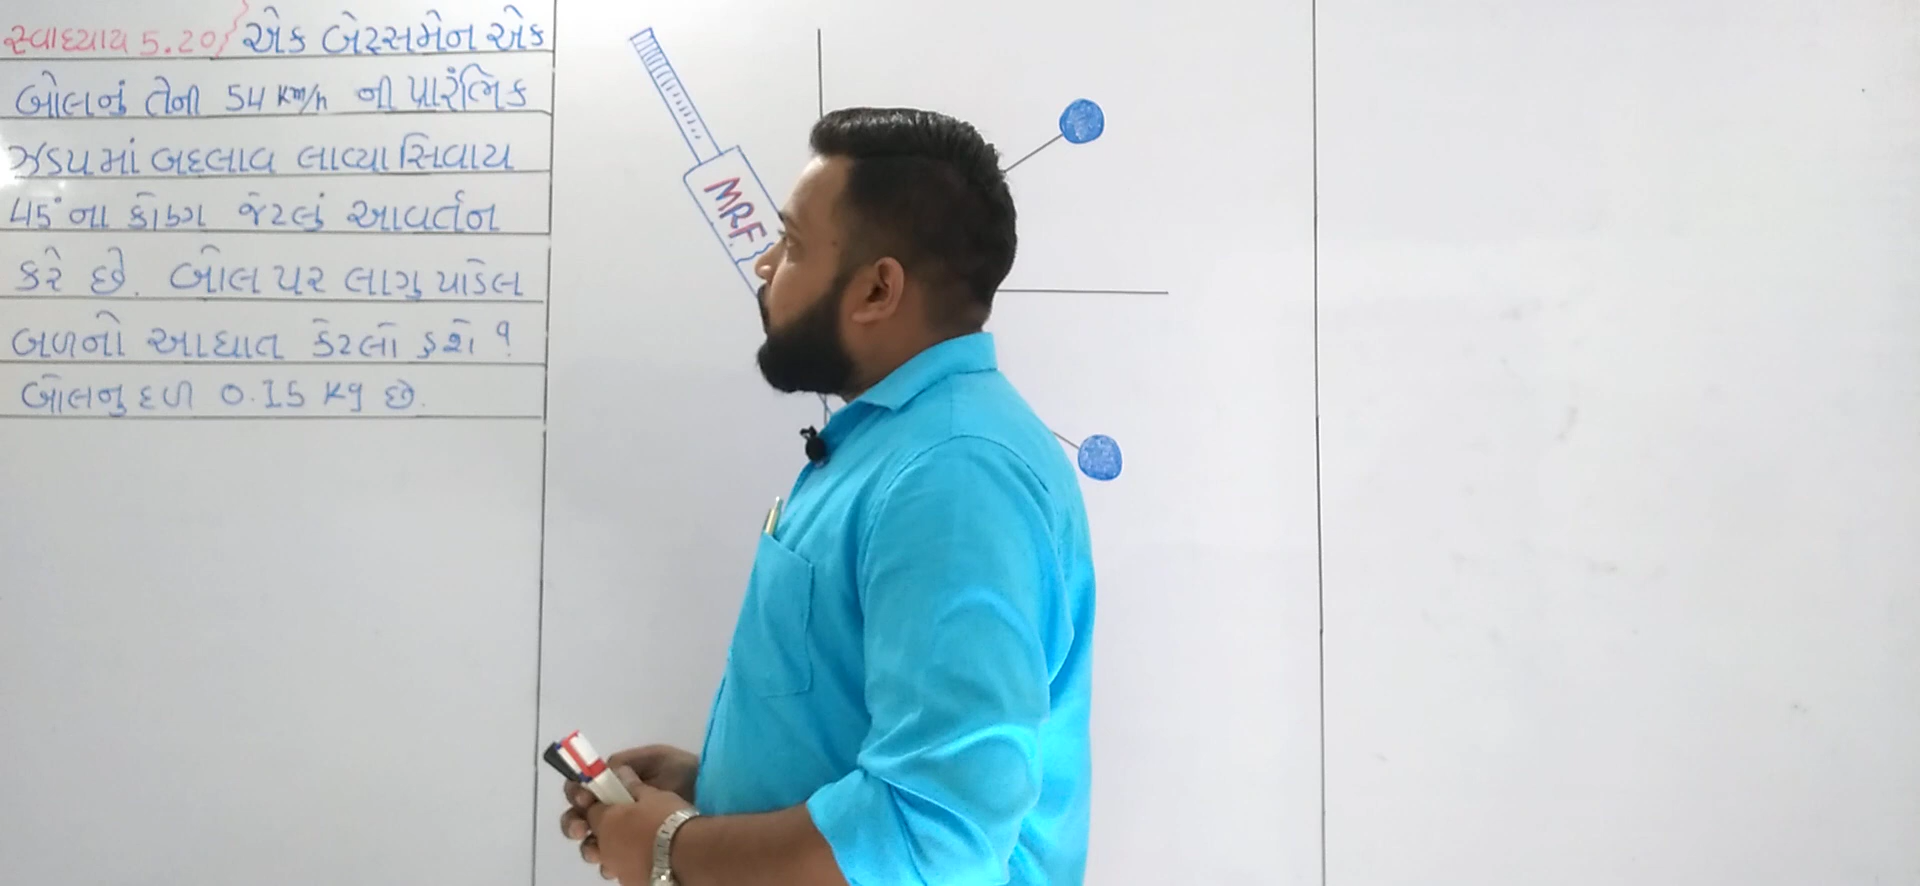 સ્વાધ્યાય 5.20} એક બેટ્સમેન એક
બોલનું તેની 54 km/h ની પ્રારંભિક
ઝડપમાં બદલાવ લાવ્યા સિવાય
45° ના કોણ જેટલું આવર્તન
કરે છે. બોલ પર લાગુ પાડેલ
બળનો આઘાત કેટલો હશે ?
બોલનુ દળ 0.15 kg છે.
MRF